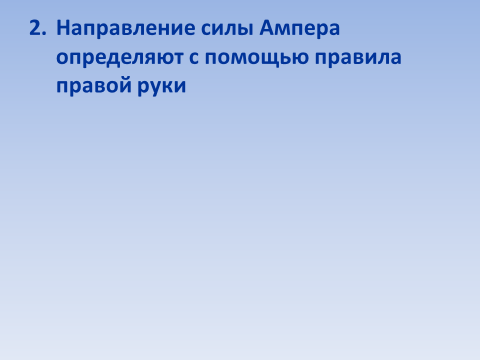 2. Направление силы Ампера
определяют с помощью правила
правой руки